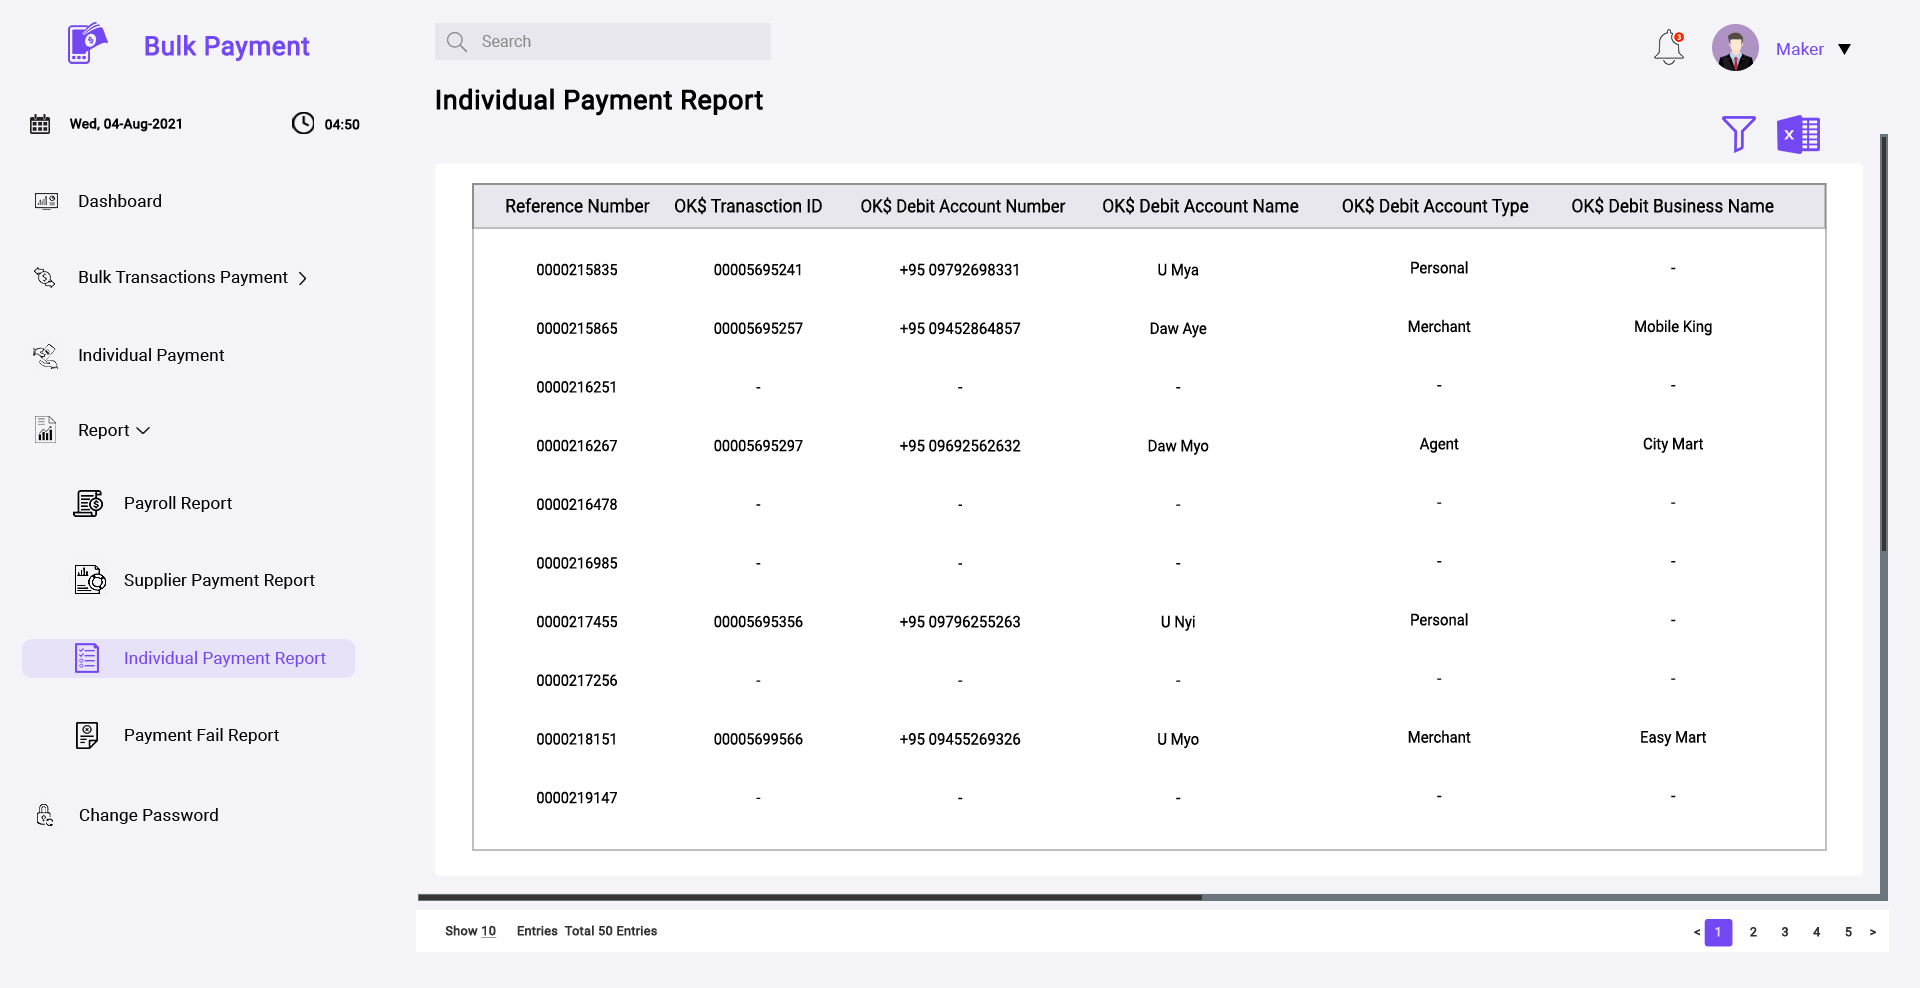 Bulk Payment
Search
3
Maker
Individual Payment Report
Wed, 04-Aug-2021
04:50
X
Dashboard
Bulk Transactions Payment
Individual Payment
Report
Payroll Report
Supplier Payment Report
Individual Payment Report
Payment Fail Report
Change Password
Reference Number OK$ Tranasction ID OK$ Debit Account Number OK$ Debit Account Name OK$ Debit Account Type OK$ Debit Business Name
0000215835 00005695241 +95 09792698331 U Mya Personal -
0000215865 00005695257 +95 09452864857 Daw Aye Merchant Mobile King
0000216251 - - - - -
0000216267 00005695297 +95 09692562632 Daw Myo Agent City Mart
0000216478 - - - - -
0000216985 - - - - -
0000217455 00005695356 +95 09796255263 U Nyi Personal -
0000217256 - - - - -
0000218151 00005699566 +95 09455269326 U Myo Merchant Easy Mart
0000219147 - - - - -
Show 10 Entries Total 50 Entries
< 1 2 3 4 5 >